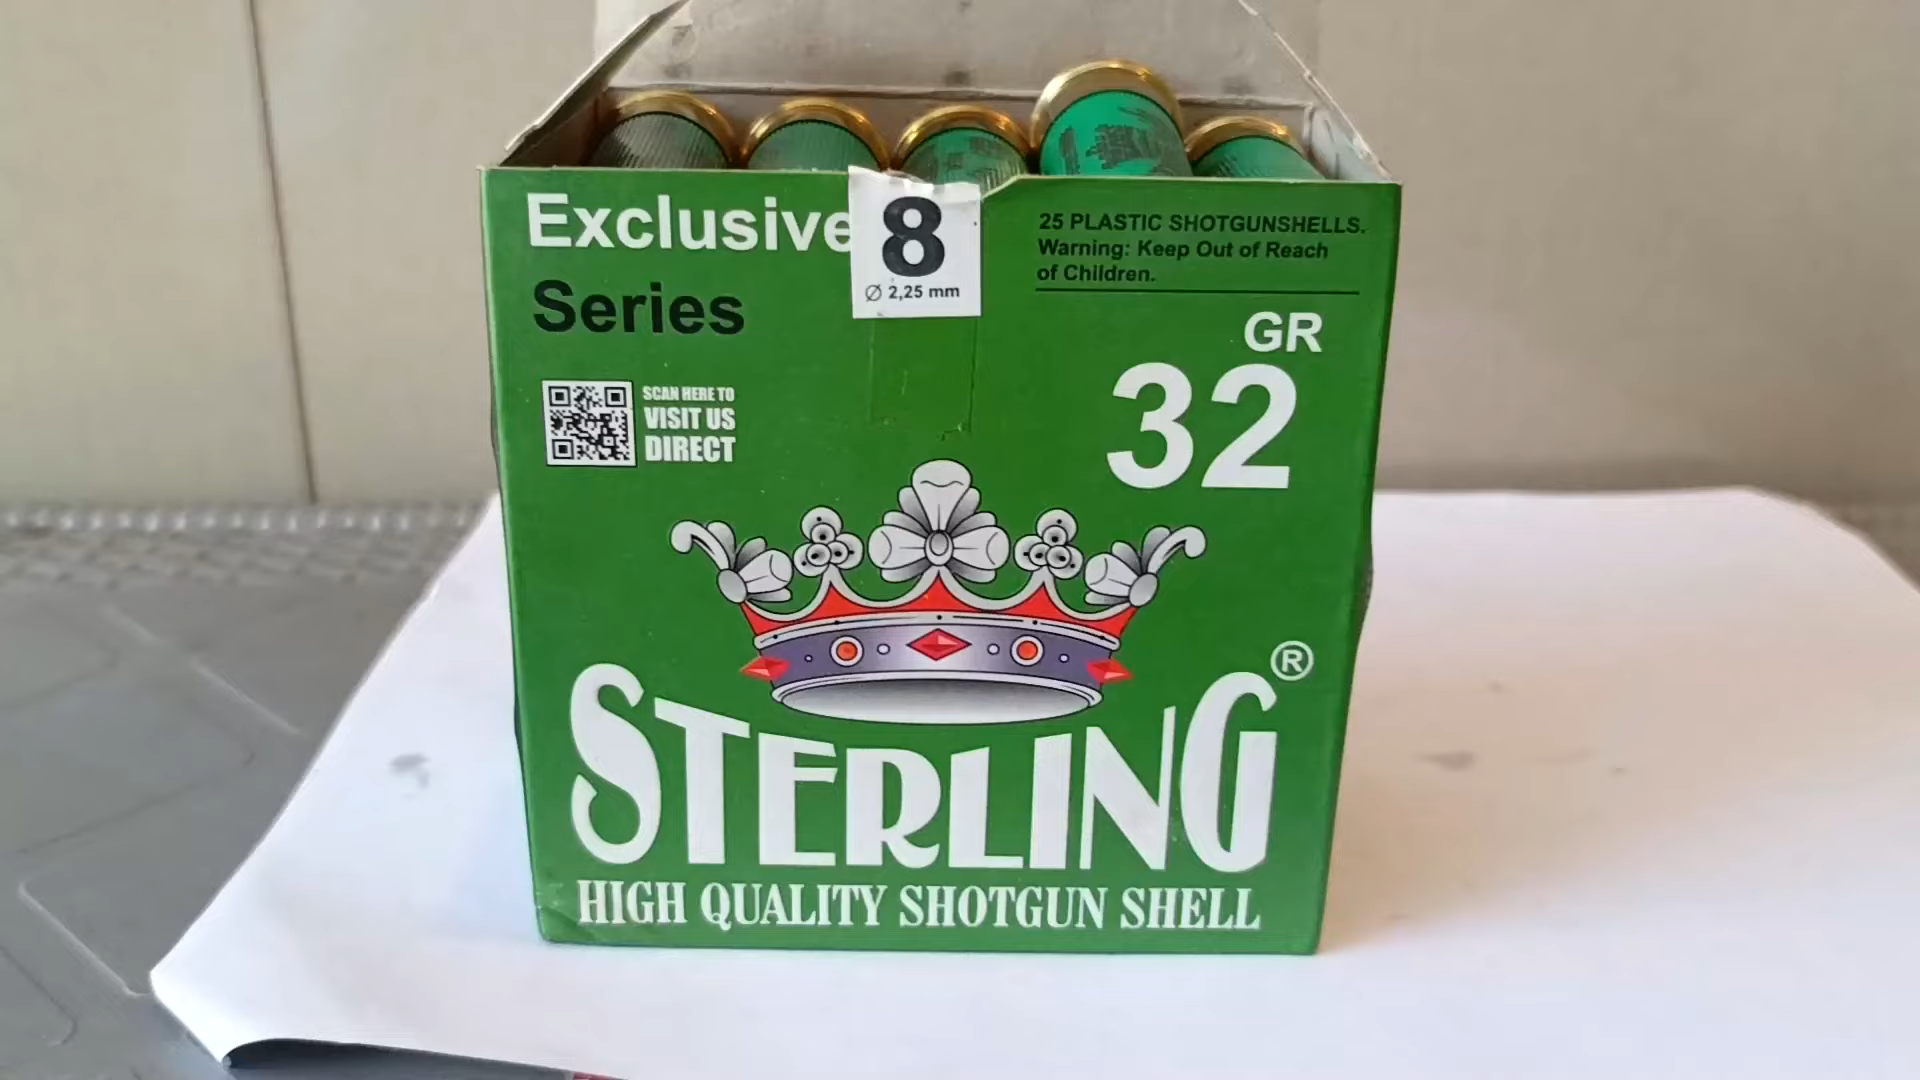 Exclusive
Series
8
Ø 2,25 mm
25 PLASTIC SHOTGUNSHELLS.
Warning: Keep Out of Reach
of Children.
GR
32
SCAN HERE TO
VISIT US
DIRECT
STERLING®
HIGH QUALITY SHOTGUN SHELL